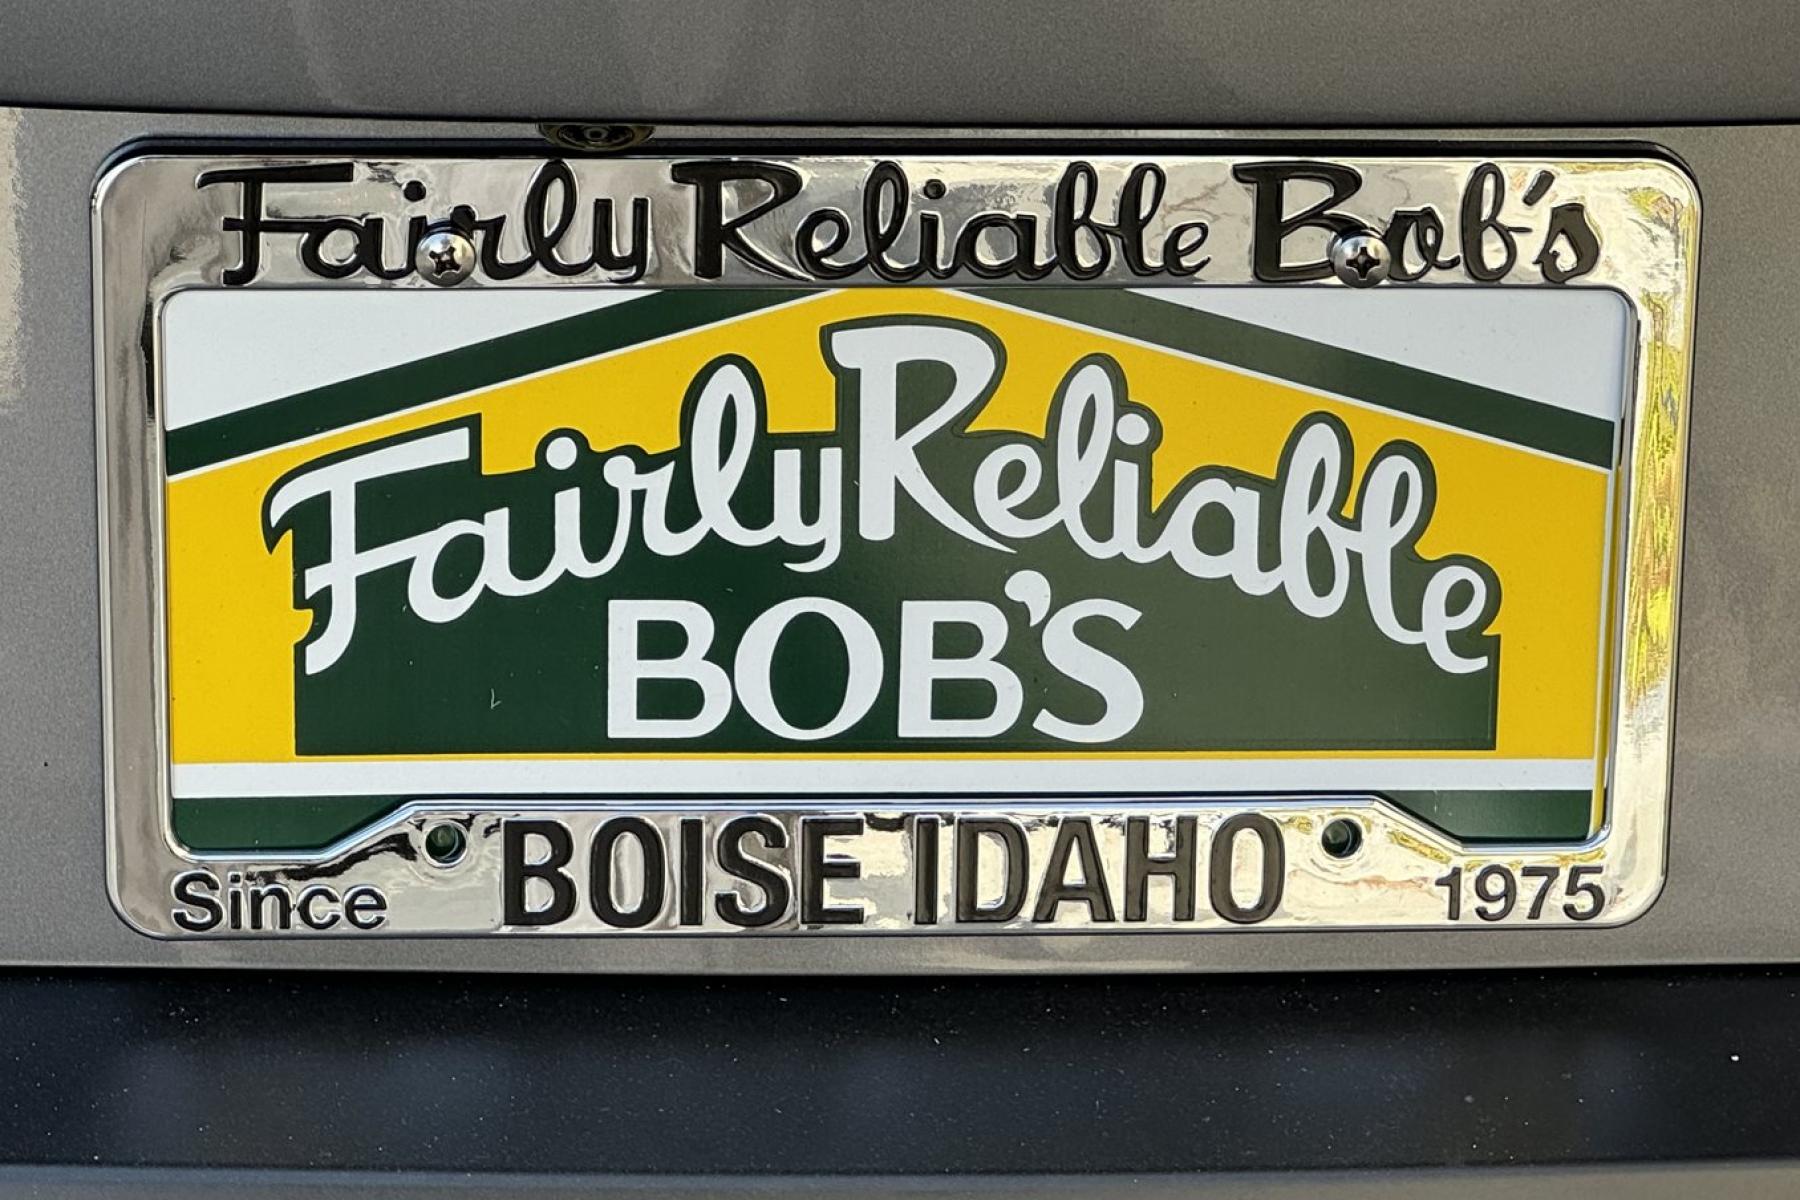 Fairly Reliable Bob's
Fairly Reliable
BOB'S
BOISE IDAHO
Since 1975